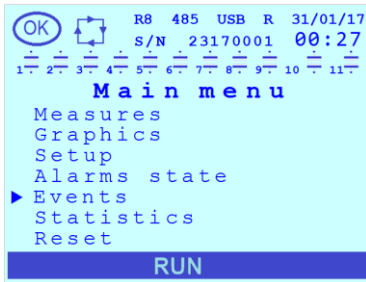 OK R8 485 USB R 31/01/17
S/N 23170001 00:27
1 2 3 4 5 6 7 8 9 10 11
Main menu
Measures
Graphics
Setup
Alarms state
Events
Statistics
Reset
RUN